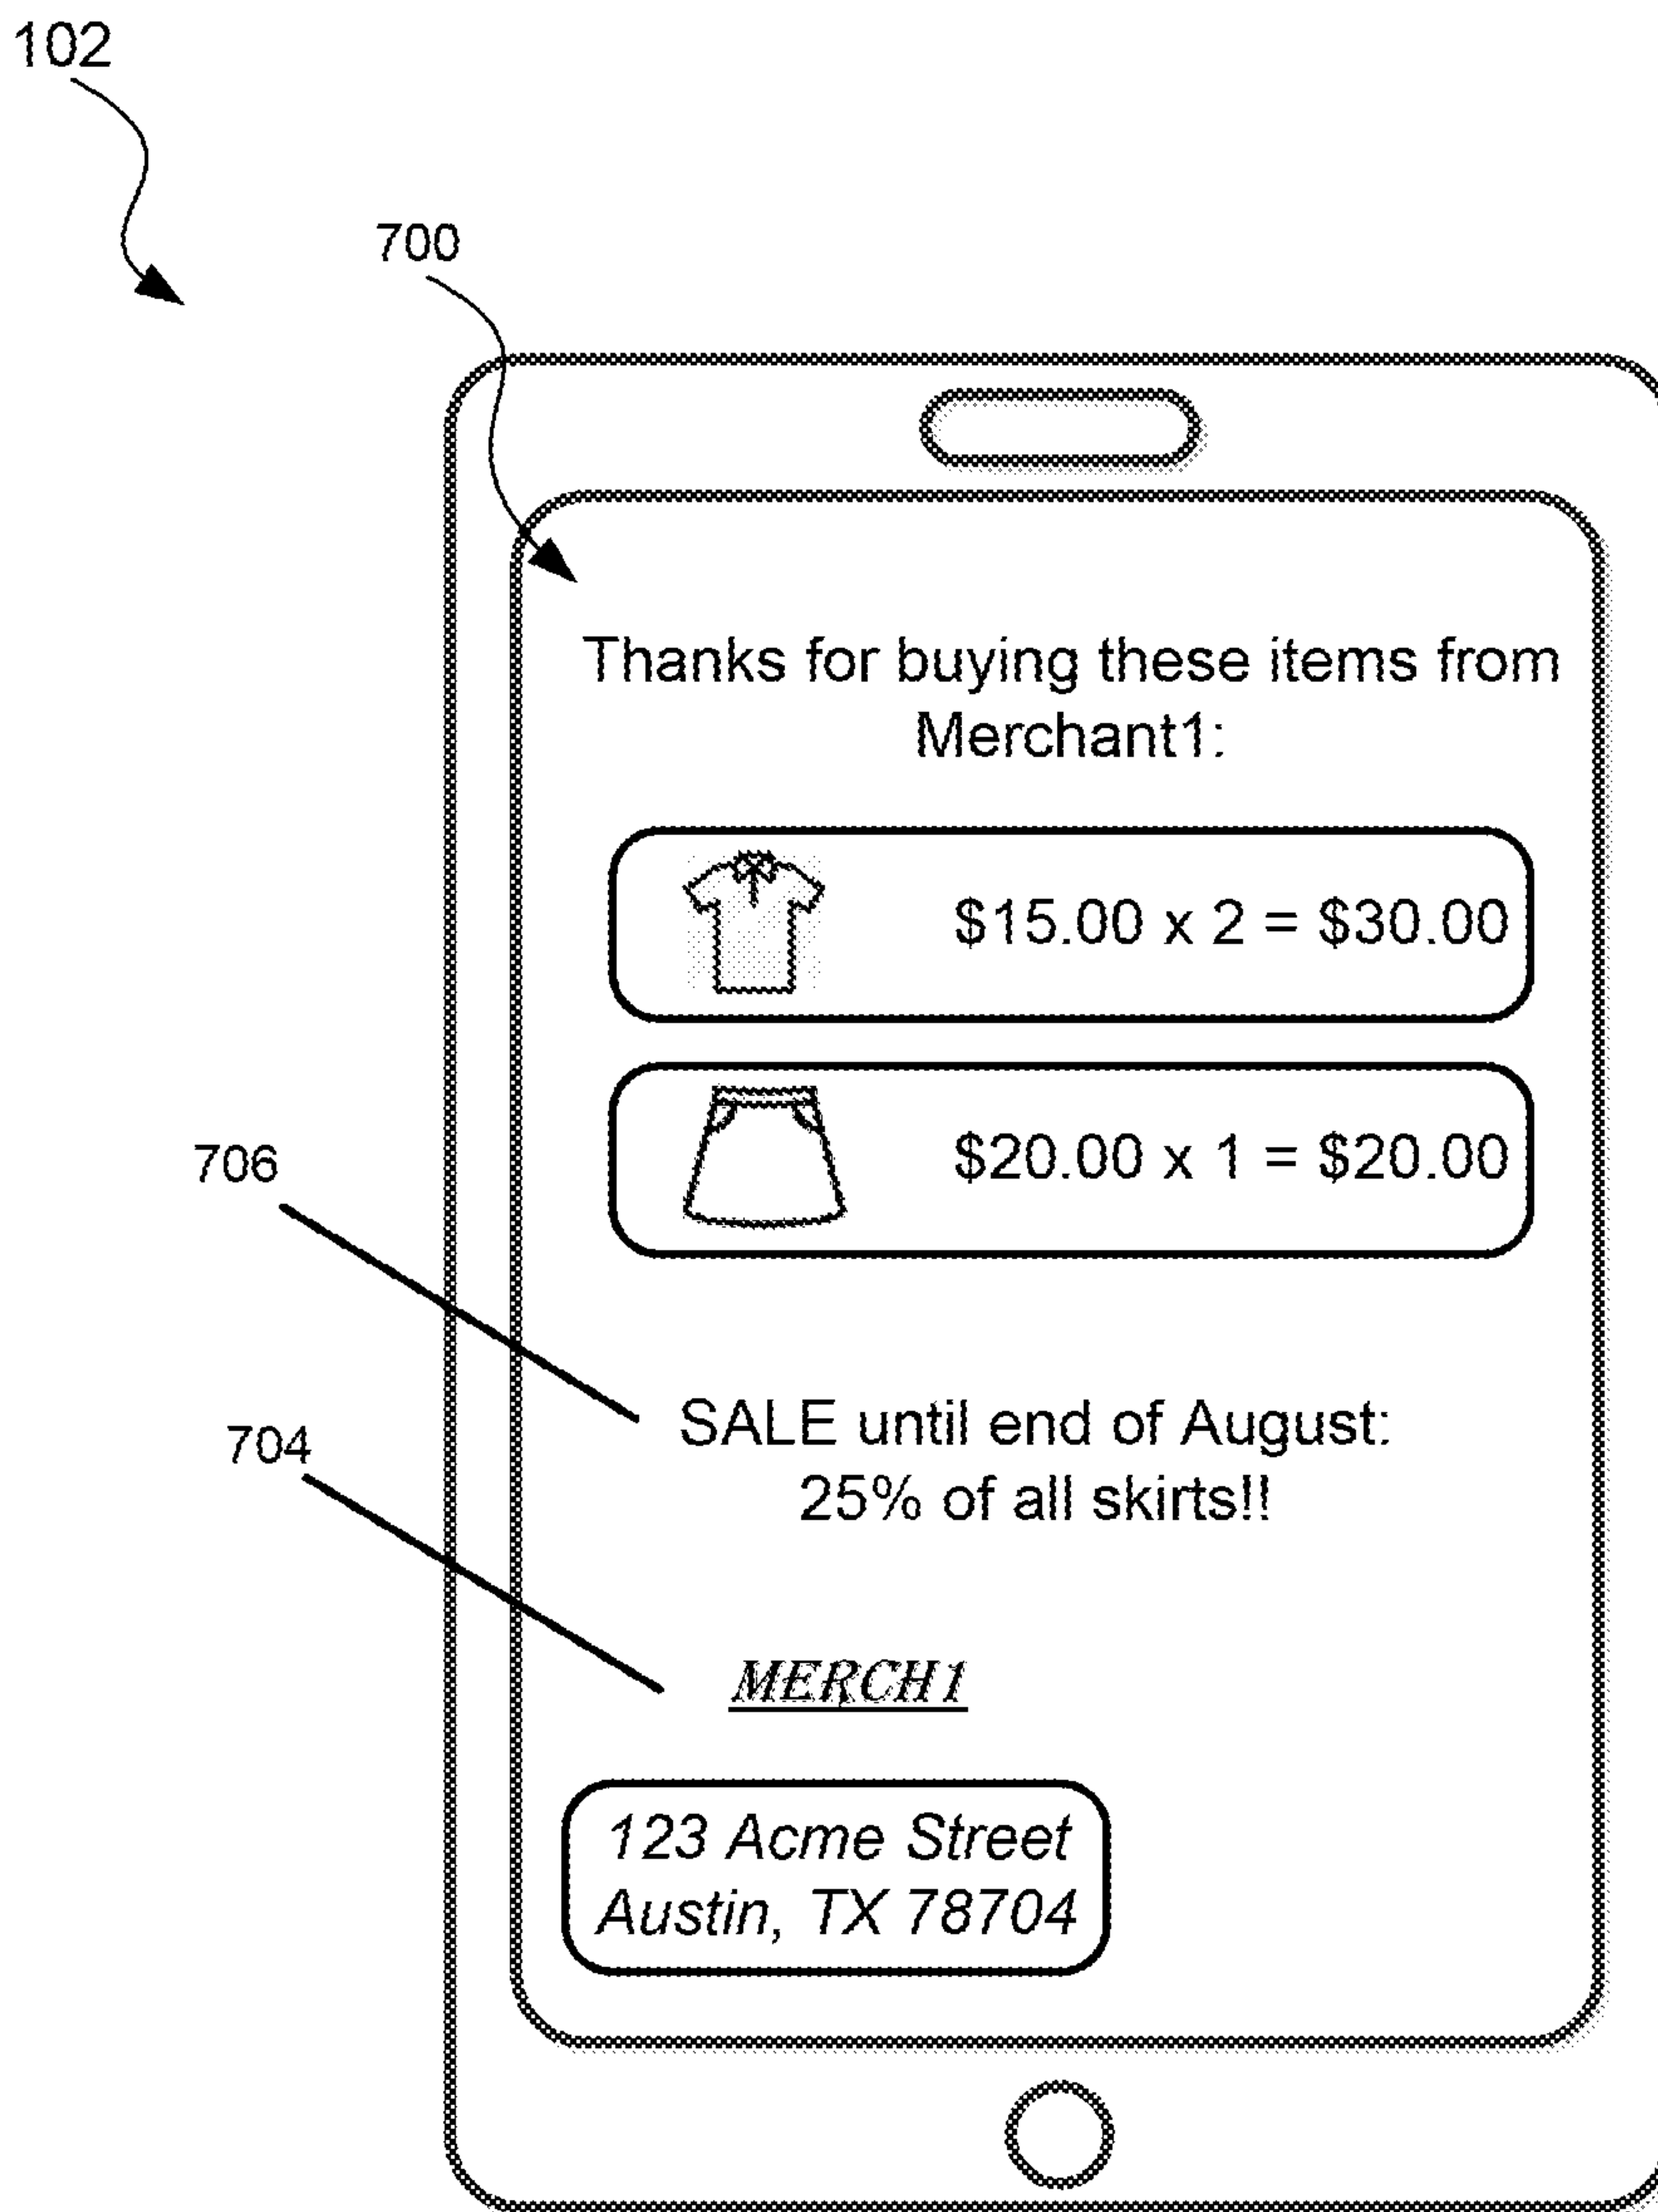 102
700
Thanks for buying these items from
Merchant1:
$15.00 x 2 = $30.00
$20.00 x 1 = $20.00
706
SALE until end of August:
25% of all skirts!!
704
MERCH1
123 Acme Street
Austin, TX 78704